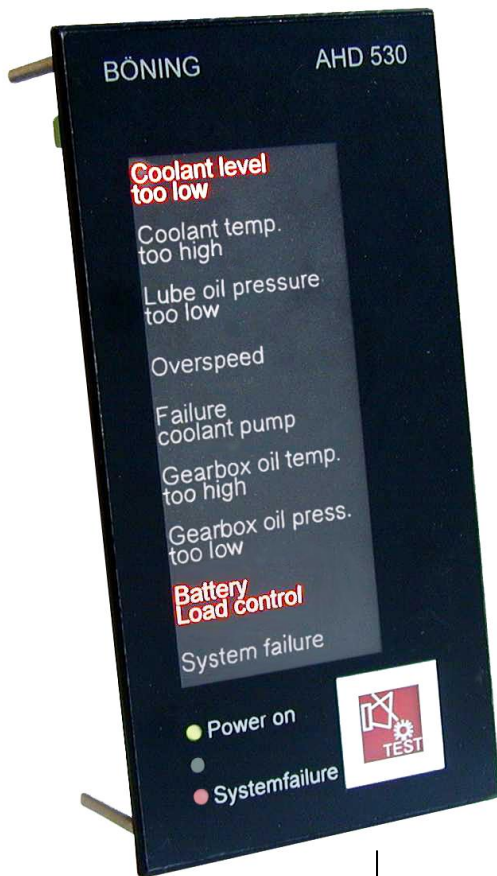 BÖNING AHD 530
Coolant level
too low
Coolant temp.
too high
Lube oil pressure
too low
Overspeed
Failure
coolant pump
Gearbox oil temp.
too high
Gearbox oil press.
too low
Battery
Load control
System failure
Power on
TEST
Systemfailure